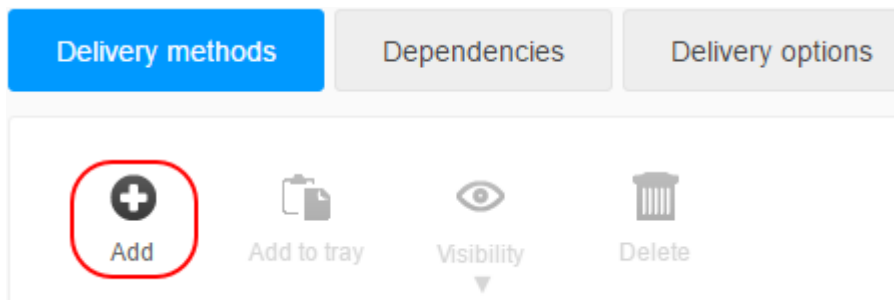 Delivery methods Dependencies Delivery options
Add Add to tray Visibility Delete